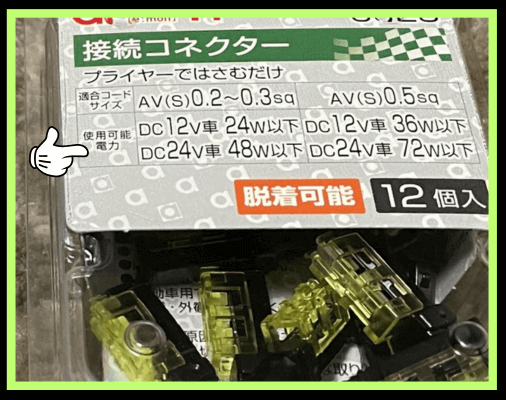 接続コネクター
プライヤーではさむだけ
適合コード
サイズ
AV(S)0.2~0.3sq
AV(S)0.5sq
使用可能
電力
DC12V車 24W以下
DC12V車 36W以下
DC24V車 48W以下
DC24V車 72W以下
脱着可能
12個入